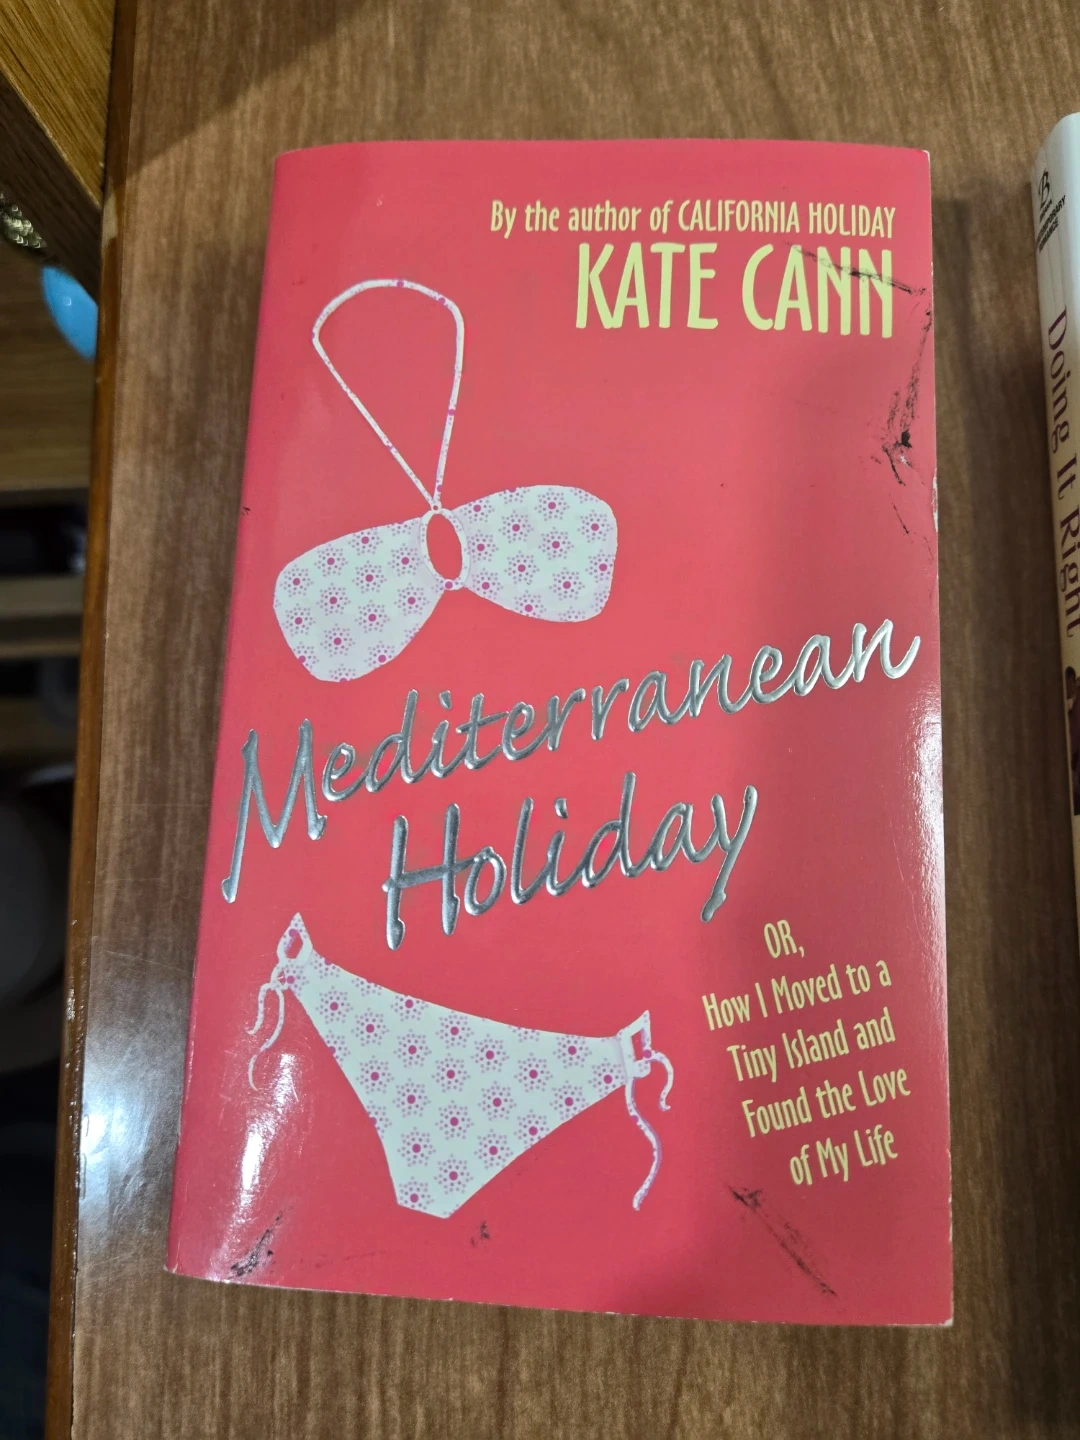 By the author of CALIFORNIA HOLIDAY
KATE CANN
Mediterranean
Holiday
OR,
How I Moved to a
Tiny Island and
Found the Love
of My Life
Doing It Right